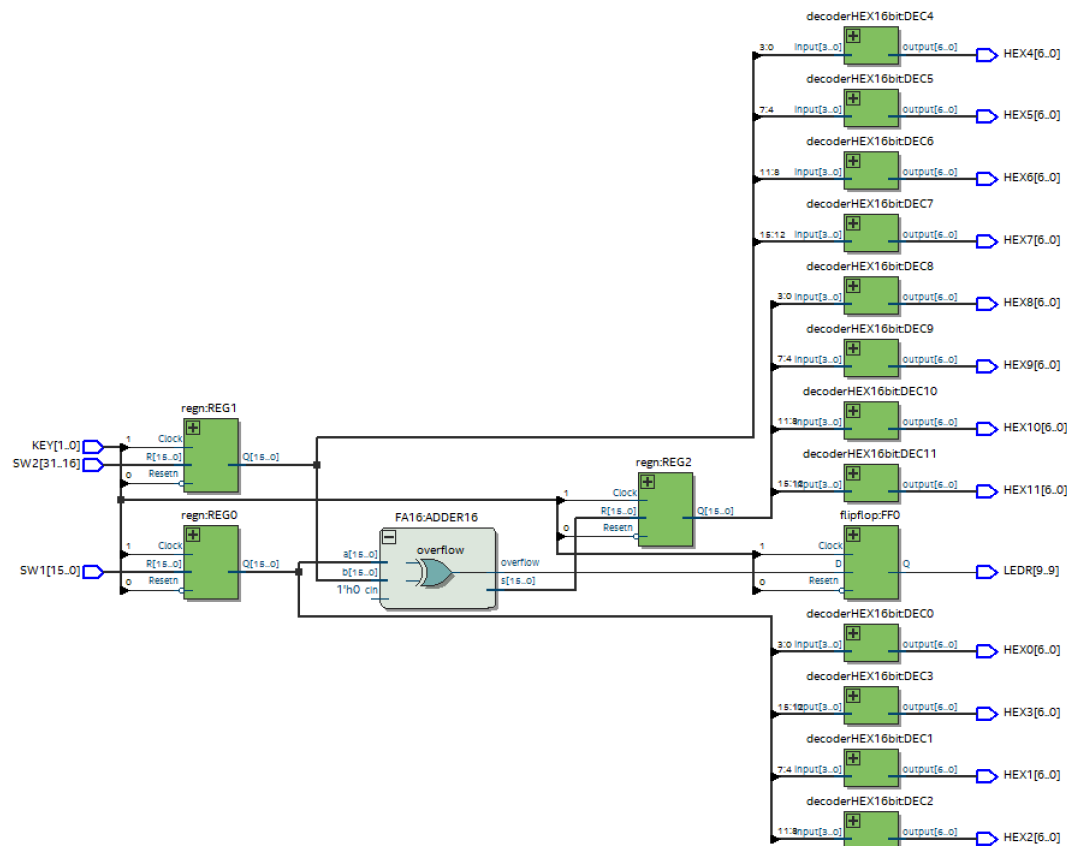 decoderHEX16bit:DEC4
3:0 Input[3..0] output[6..0] HEX4[6..0]
decoderHEX16bit:DEC5
7:4 Input[3..0] output[6..0] HEX5[6..0]
decoderHEX16bit:DEC6
11:8 Input[3..0] output[6..0] HEX6[6..0]
decoderHEX16bit:DEC7
15:12 Input[3..0] output[6..0] HEX7[6..0]
decoderHEX16bit:DEC8
3:0 Input[3..0] output[6..0] HEX8[6..0]
decoderHEX16bit:DEC9
7:4 Input[3..0] output[6..0] HEX9[6..0]
decoderHEX16bit:DEC10
11:8 Input[3..0] output[6..0] HEX10[6..0]
decoderHEX16bit:DEC11
15:12 Input[3..0] output[6..0] HEX11[6..0]
regn:REG1
KEY[1..0] 1 Clock
SW2[31..16] R[15..0] Q[15..0]
0 Resetn
regn:REG2
1 Clock
R[15..0] Q[15..0]
0 Resetn
regn:REG0
1 Clock
SW1[15..0] R[15..0] Q[15..0]
0 Resetn
FA16:ADDER16
overflow
a[15..0]
b[15..0] overflow
1'h0 cin s[15..0]
flipflop:FF0
1 Clock
D Q LEDR[9..9]
0 Resetn
decoderHEX16bit:DEC0
3:0 Input[3..0] output[6..0] HEX0[6..0]
decoderHEX16bit:DEC3
15:12 Input[3..0] output[6..0] HEX3[6..0]
decoderHEX16bit:DEC1
7:4 Input[3..0] output[6..0] HEX1[6..0]
decoderHEX16bit:DEC2
11:8 Input[3..0] output[6..0] HEX2[6..0]